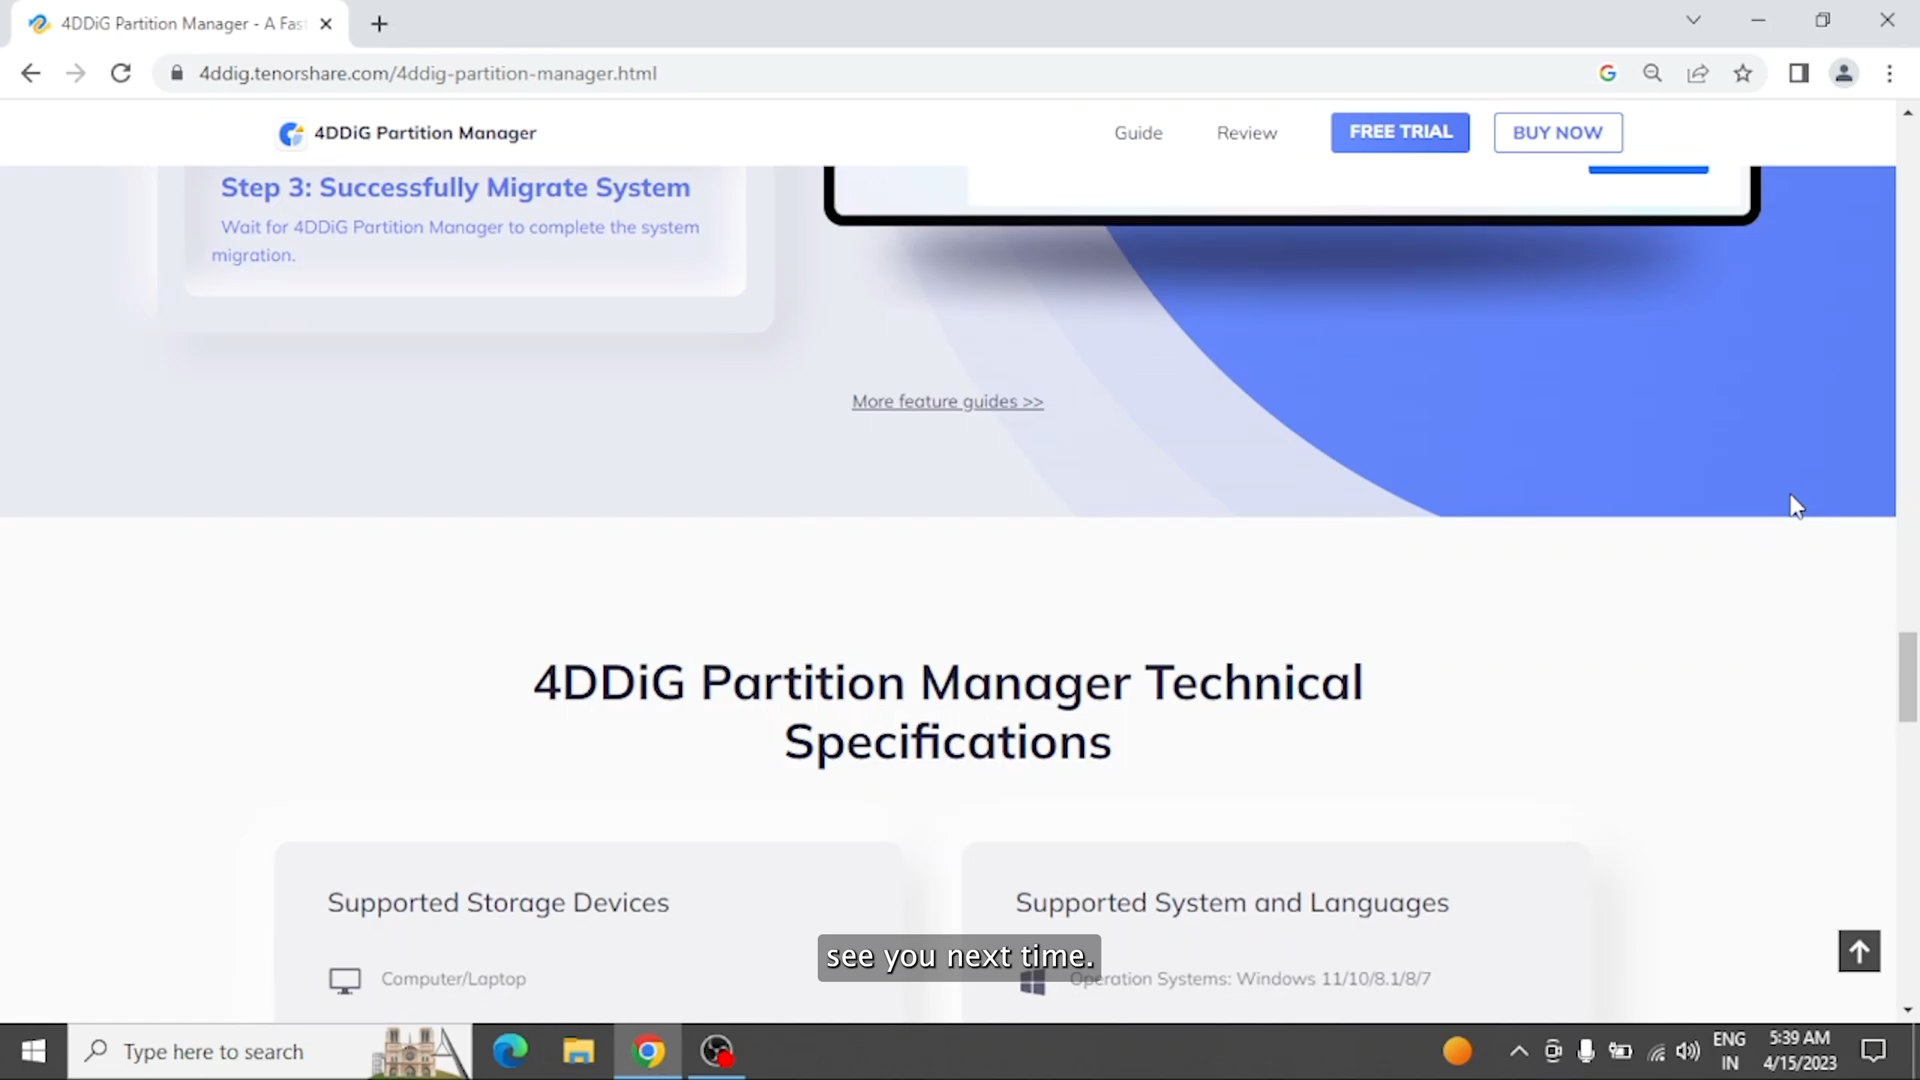 4DDiG Partition Manager - A Fas
4ddig.tenorshare.com/4ddig-partition-manager.html
4DDiG Partition Manager
Guide
Review
FREE TRIAL
BUY NOW
Step 3: Successfully Migrate System
Wait for 4DDiG Partition Manager to complete the system
migration.
More feature guides >>
4DDiG Partition Manager Technical
Specifications
Supported Storage Devices
Supported System and Languages
see you next time.
Computer/Laptop
Operation Systems: Windows 11/10/8.1/8/7
Type here to search
ENG
IN
5:39 AM
4/15/2023